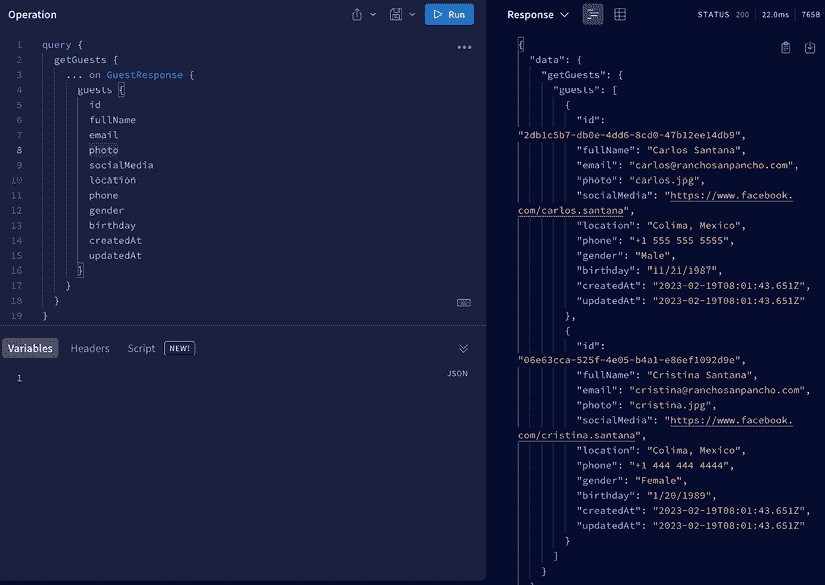 Operation
Run
1 query {
2 getGuests {
3 ... on GuestResponse {
4 guests {
5 id
6 fullName
7 email
8 photo
9 socialMedia
10 location
11 phone
12 gender
13 birthday
14 createdAt
15 updatedAt
16 }
17 }
18 }
19 }
Variables Headers Script NEW!
JSON
1
Response STATUS 200 22.0ms 765B
{
"data": {
"getGuests": {
"guests": [
{
"id":
"2db1c5b7-db0e-4dd6-8cd0-47b12ee14db9",
"fullName": "Carlos Santana",
"email": "carlos@ranchosanpancho.com",
"photo": "carlos.jpg",
"socialMedia": "https://www.facebook.
com/carlos.santana",
"location": "Colima, Mexico",
"phone": "+1 555 555 5555",
"gender": "Male",
"birthday": "11/21/1987",
"createdAt": "2023-02-19T08:01:43.651Z",
"updatedAt": "2023-02-19T08:01:43.651Z"
},
{
"id":
"06e63cca-525f-4e05-b4a1-e86ef1092d9e",
"fullName": "Cristina Santana",
"email": "cristina@ranchosanpancho.com",
"photo": "cristina.jpg",
"socialMedia": "https://www.facebook.
com/cristina.santana",
"location": "Colima, Mexico",
"phone": "+1 444 444 4444",
"gender": "Female",
"birthday": "1/20/1989",
"createdAt": "2023-02-19T08:01:43.651Z",
"updatedAt": "2023-02-19T08:01:43.651Z"
}
]
}